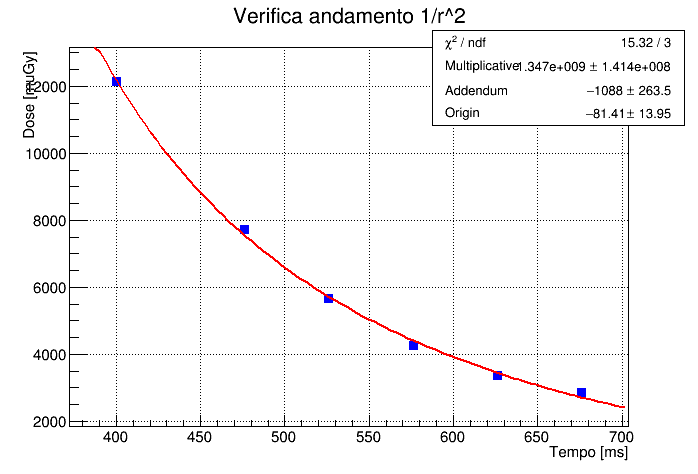 Verifica andamento 1/r^2
χ² / ndf 15.32 / 3
Multiplicative 1.347e+009 ± 1.414e+008
Addendum −1088 ± 263.5
Origin −81.41 ± 13.95
Dose [muGy]
12000
10000
8000
6000
4000
2000
400 450 500 550 600 650 700
Tempo [ms]